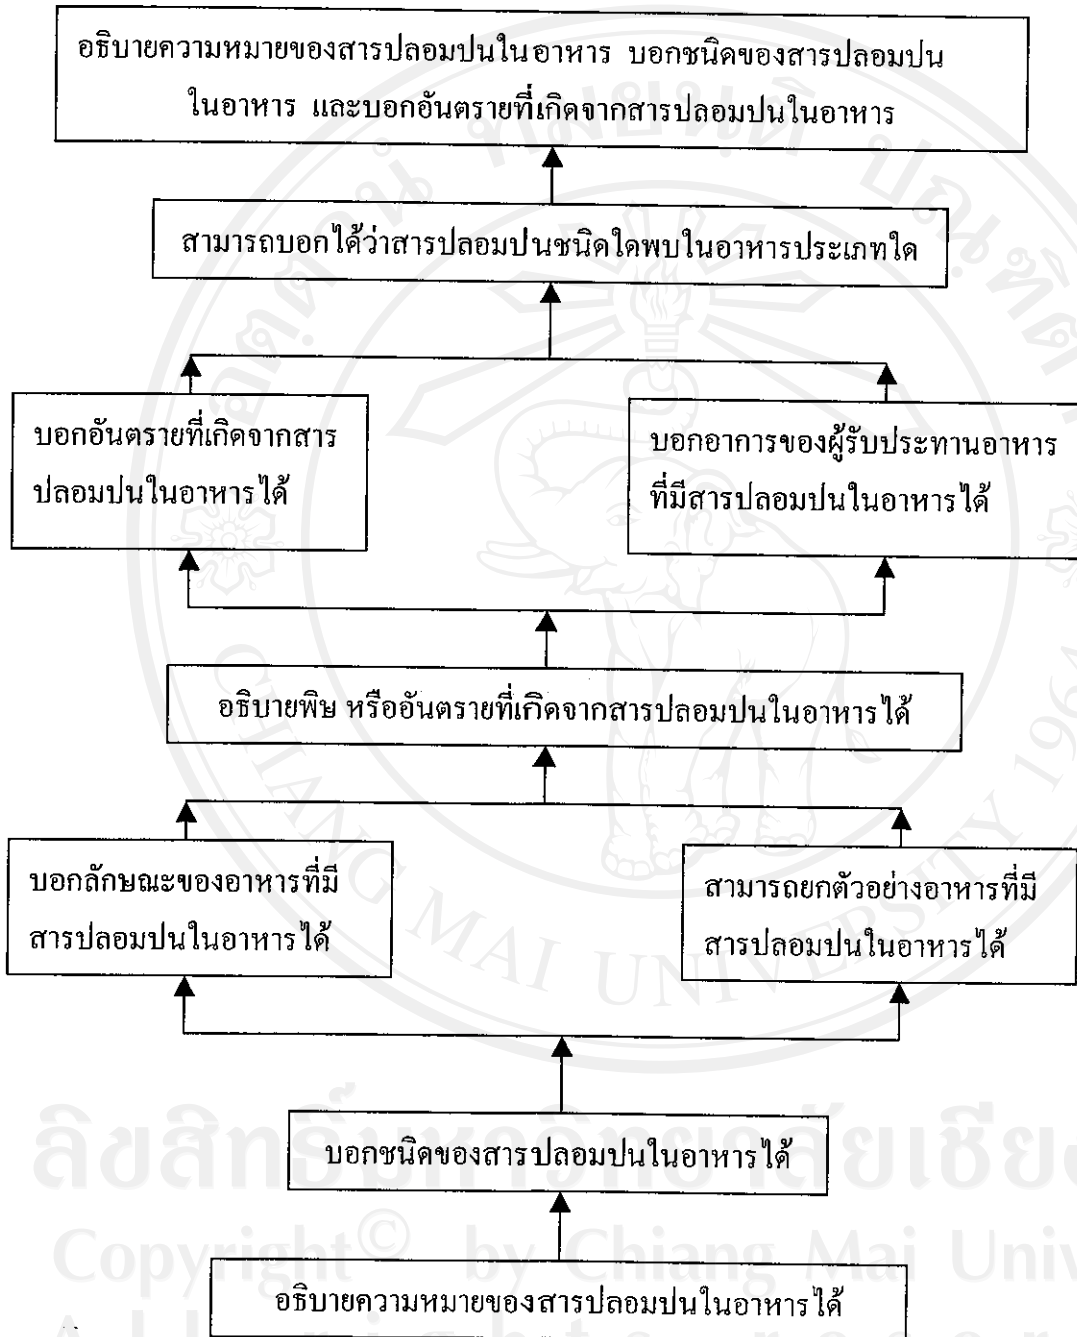 อธิบายความหมายของสารปลอมปนในอาหาร บอกชนิดของสารปลอมปน
ในอาหาร และบอกอันตรายที่เกิดจากสารปลอมปนในอาหาร
สามารถบอกได้ว่าสารปลอมปนชนิดใดพบในอาหารประเภทใด
บอกอันตรายที่เกิดจากสาร
ปลอมปนในอาหารได้
บอกอาการของผู้รับประทานอาหาร
ที่มีสารปลอมปนในอาหารได้
อธิบายพิษ หรืออันตรายที่เกิดจากสารปลอมปนในอาหารได้
บอกลักษณะของอาหารที่มี
สารปลอมปนในอาหารได้
สามารถยกตัวอย่างอาหารที่มี
สารปลอมปนในอาหารได้
บอกชนิดของสารปลอมปนในอาหารได้
อธิบายความหมายของสารปลอมปนในอาหารได้
CHIANG MAI UNIVERSITY 1964
Copyright © by Chiang Mai Univ